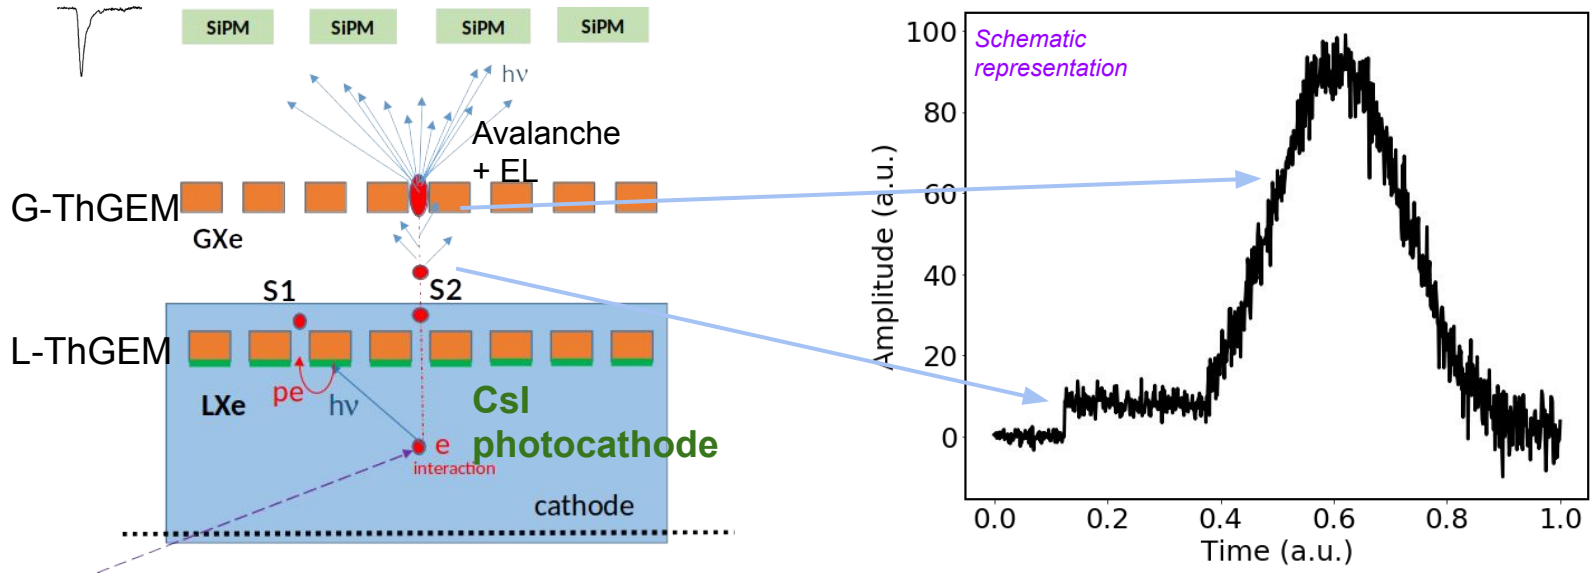 SiPM SiPM SiPM SiPM
hν
Avalanche
+ EL
G-ThGEM
GXe
S1 S2
L-ThGEM
pe
LXe
hν
CsI
photocathode
e
interaction
cathode
Schematic
representation
100
80
60
40
20
0
Amplitude (a.u.)
0.0 0.2 0.4 0.6 0.8 1.0
Time (a.u.)